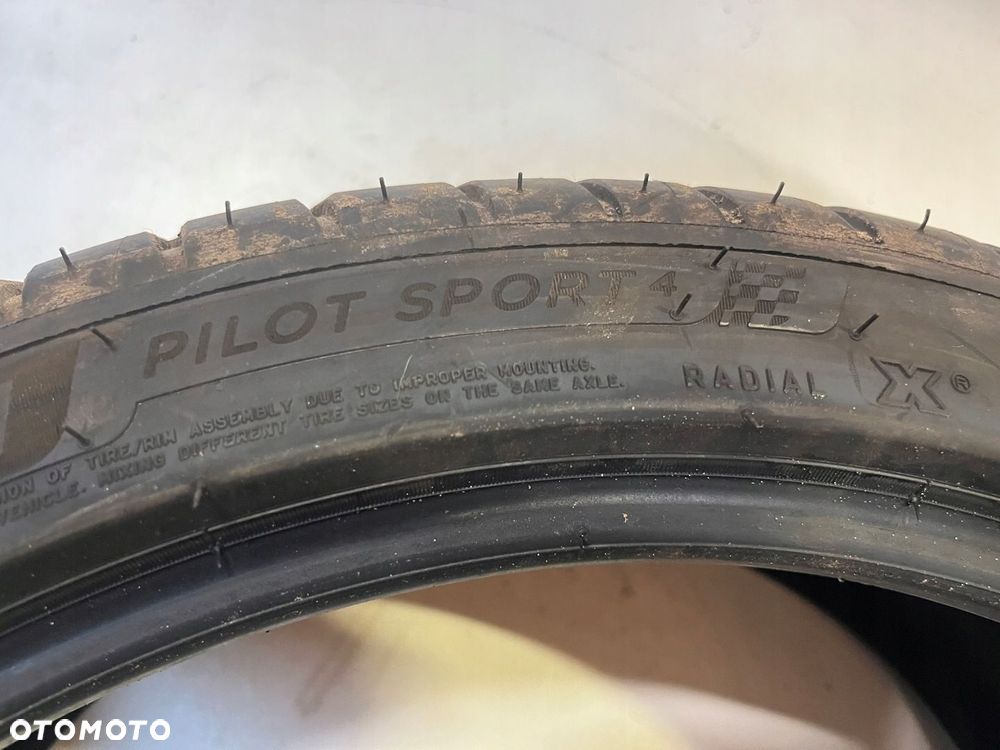 PILOT SPORT 4
RADIAL X®
ION OF TIRE/RIM ASSEMBLY DUE TO IMPROPER MOUNTING.
VEHICLE. MIXING DIFFERENT TIRE SIZES ON THE SAME AXLE.
OTOMOTO